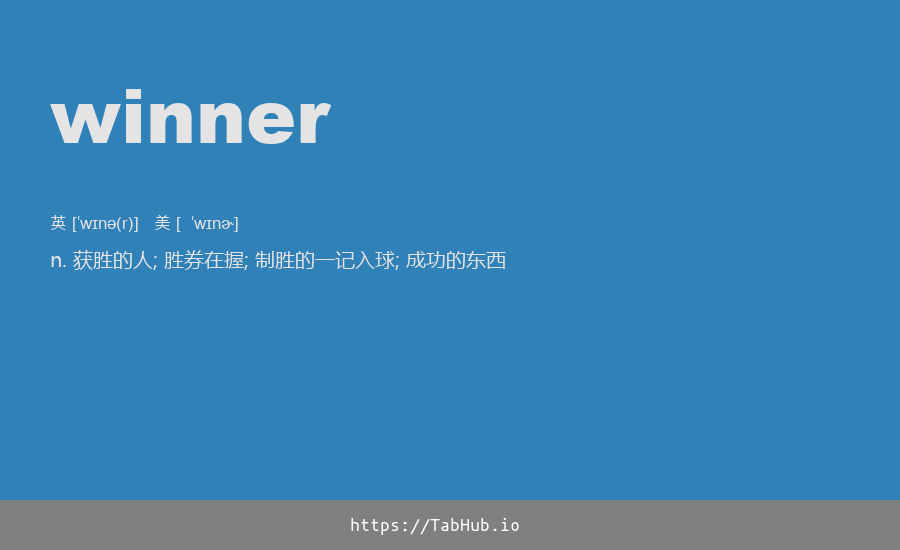 winner
英 [ˈwɪnə(r)] 美 [ ˈwɪnɚ]
n. 获胜的人; 胜券在握; 制胜的一记入球; 成功的东西
https://TabHub.io